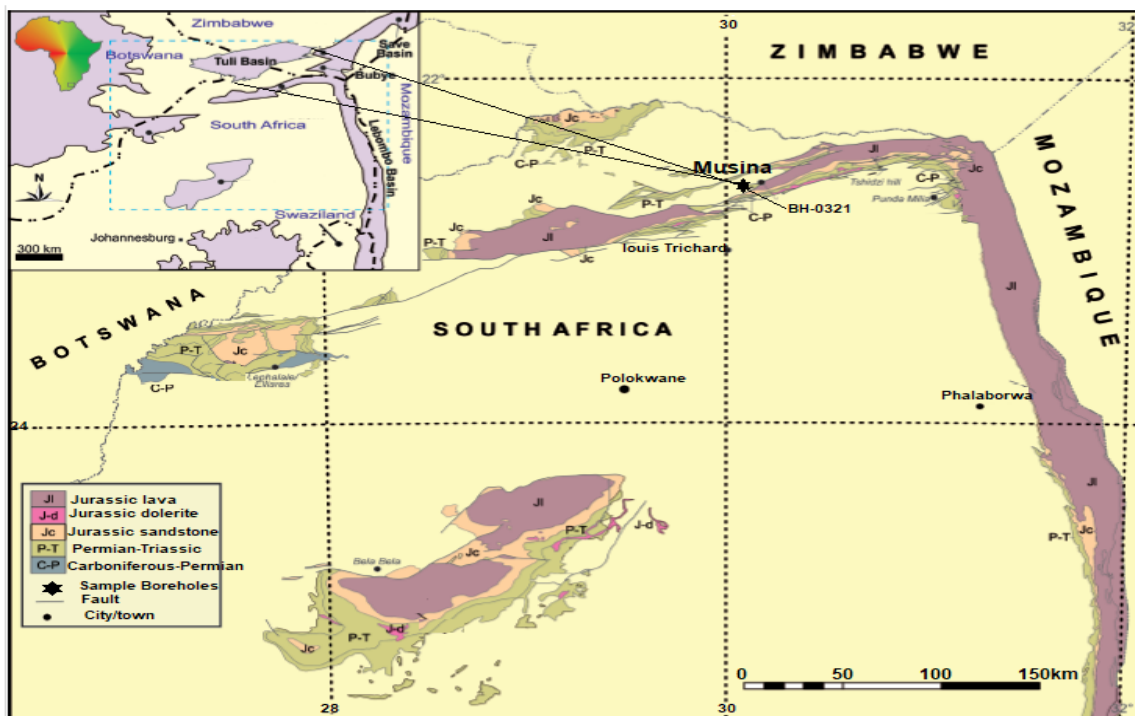 Zimbabwe
Save
Basin
Botswana
Tuli Basin
Bubye
Mozambique
South Africa
Lebombo Basin
N
Swaziland
Johannesburg
300 km
30
32
ZIMBABWE
22
Jc
P-T
C-P
Musina
Jl
Jc
Tshidzi hill
C-P
Punda Milia
P-T
C-P
BH-0321
Jc
Jl
P-T
Jc
louis Trichard
MOZAMBIQUE
Jl
BOTSWANA
SOUTH AFRICA
P-T
Jc
C-P
Polokwane
Phalaborwa
24
Jl
Jl
Jurassic lava
J-d
Jurassic dolerite
Jc
Jurassic sandstone
P-T
Permian-Triassic
C-P
Carboniferous-Permian
Sample Boreholes
Fault
City/town
Jl
P-T
J-d
Jc
Bela Bela
Jl
Jc
P-T
J-d
P-T
Jc
0 50 100 150km
28
30
32°